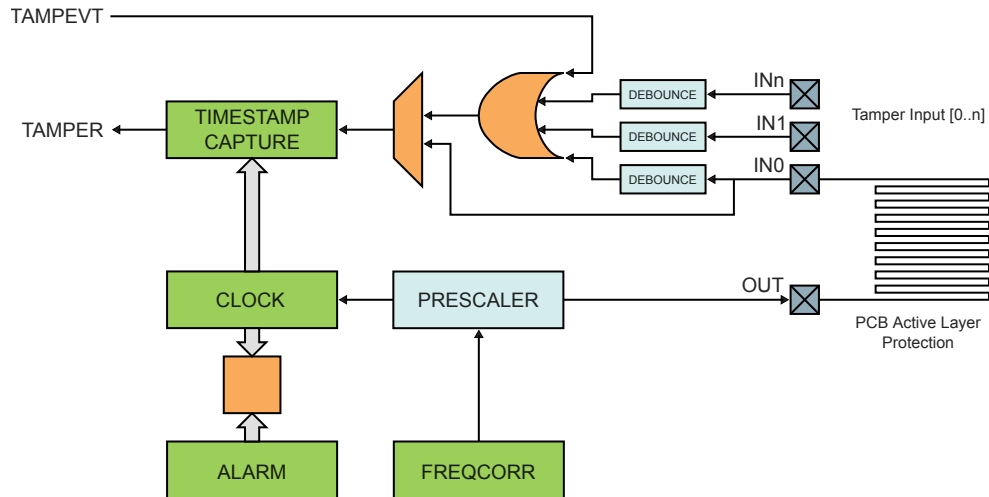 TAMPEVT
INn
DEBOUNCE
TAMPER
TIMESTAMP
CAPTURE
IN1
DEBOUNCE
Tamper Input [0..n]
IN0
DEBOUNCE
CLOCK
PRESCALER
OUT
PCB Active Layer
Protection
ALARM
FREQCORR